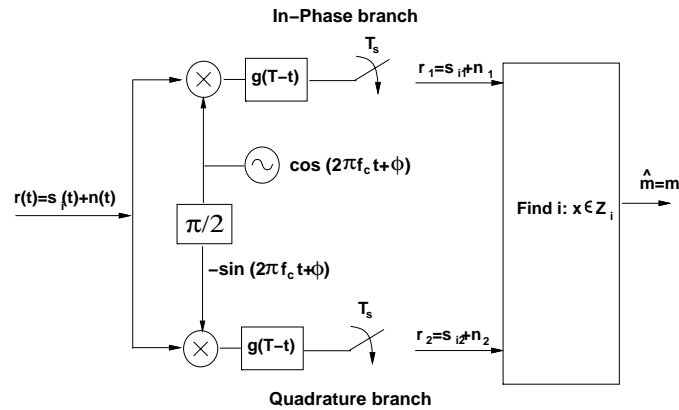 In−Phase branch
T_s
g(T−t)
r_1=s_i1+n_1
cos (2πf_c t+ϕ)
r(t)=s_i(t)+n(t)
π/2
Find i: x ϵ Z_i
m̂=m
−sin (2πf_c t+ϕ)
T_s
g(T−t)
r_2=s_i2+n_2
Quadrature branch